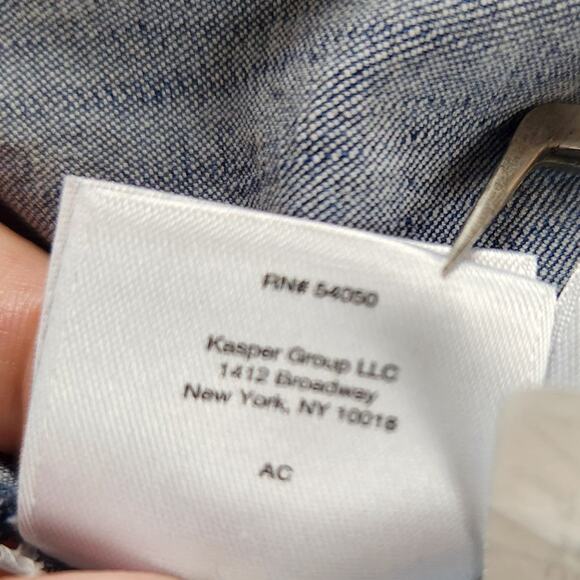 RN# 54050
Kasper Group LLC
1412 Broadway
New York, NY 10018
AC